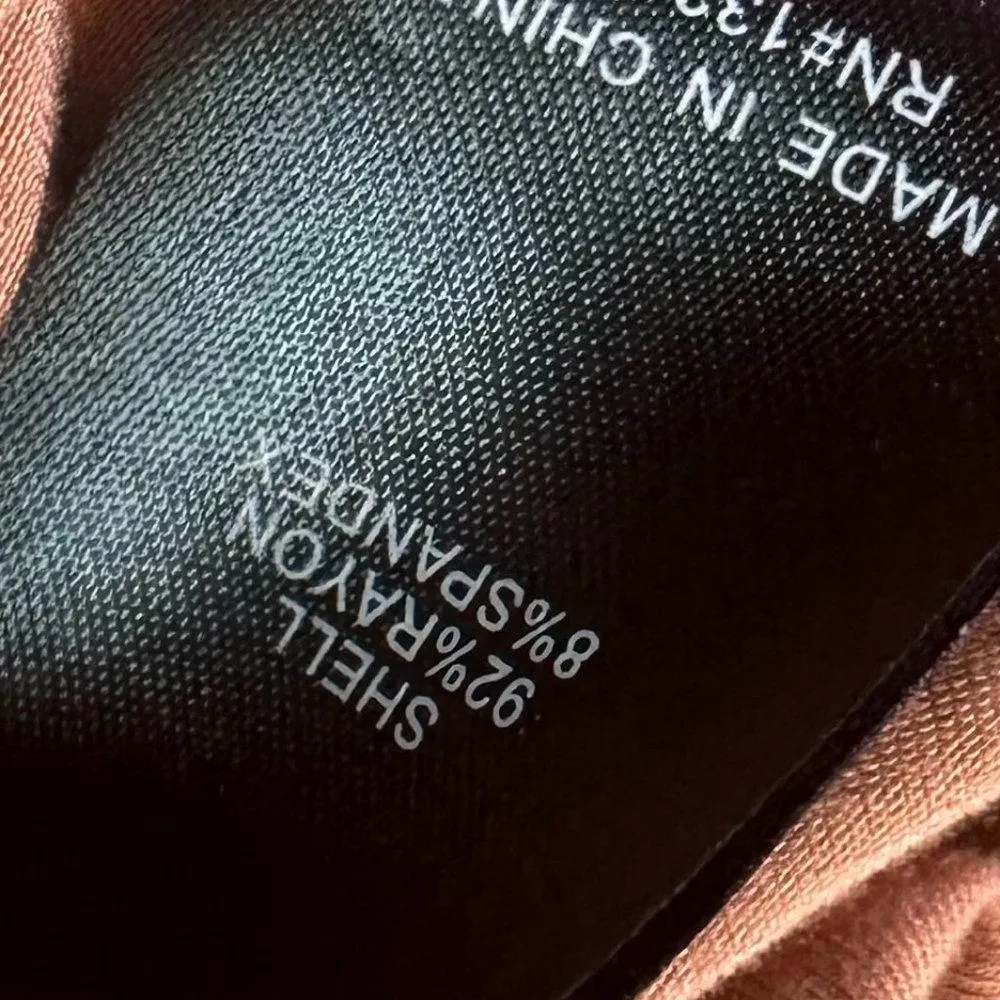 SHELL
92%RAYON
8%SPANDEX
MADE IN CHIN
RN#13